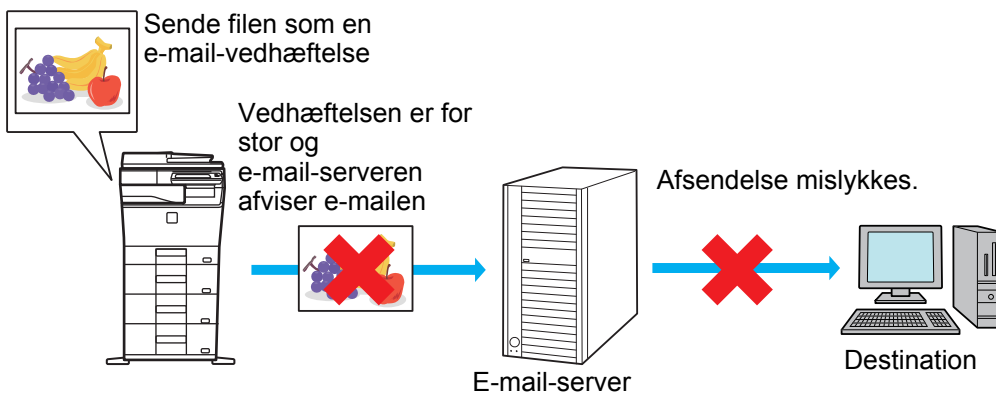 Sende filen som en
e-mail-vedhæftelse
Vedhæftelsen er for
stor og
e-mail-serveren
afviser e-mailen
Afsendelse mislykkes.
E-mail-server
Destination